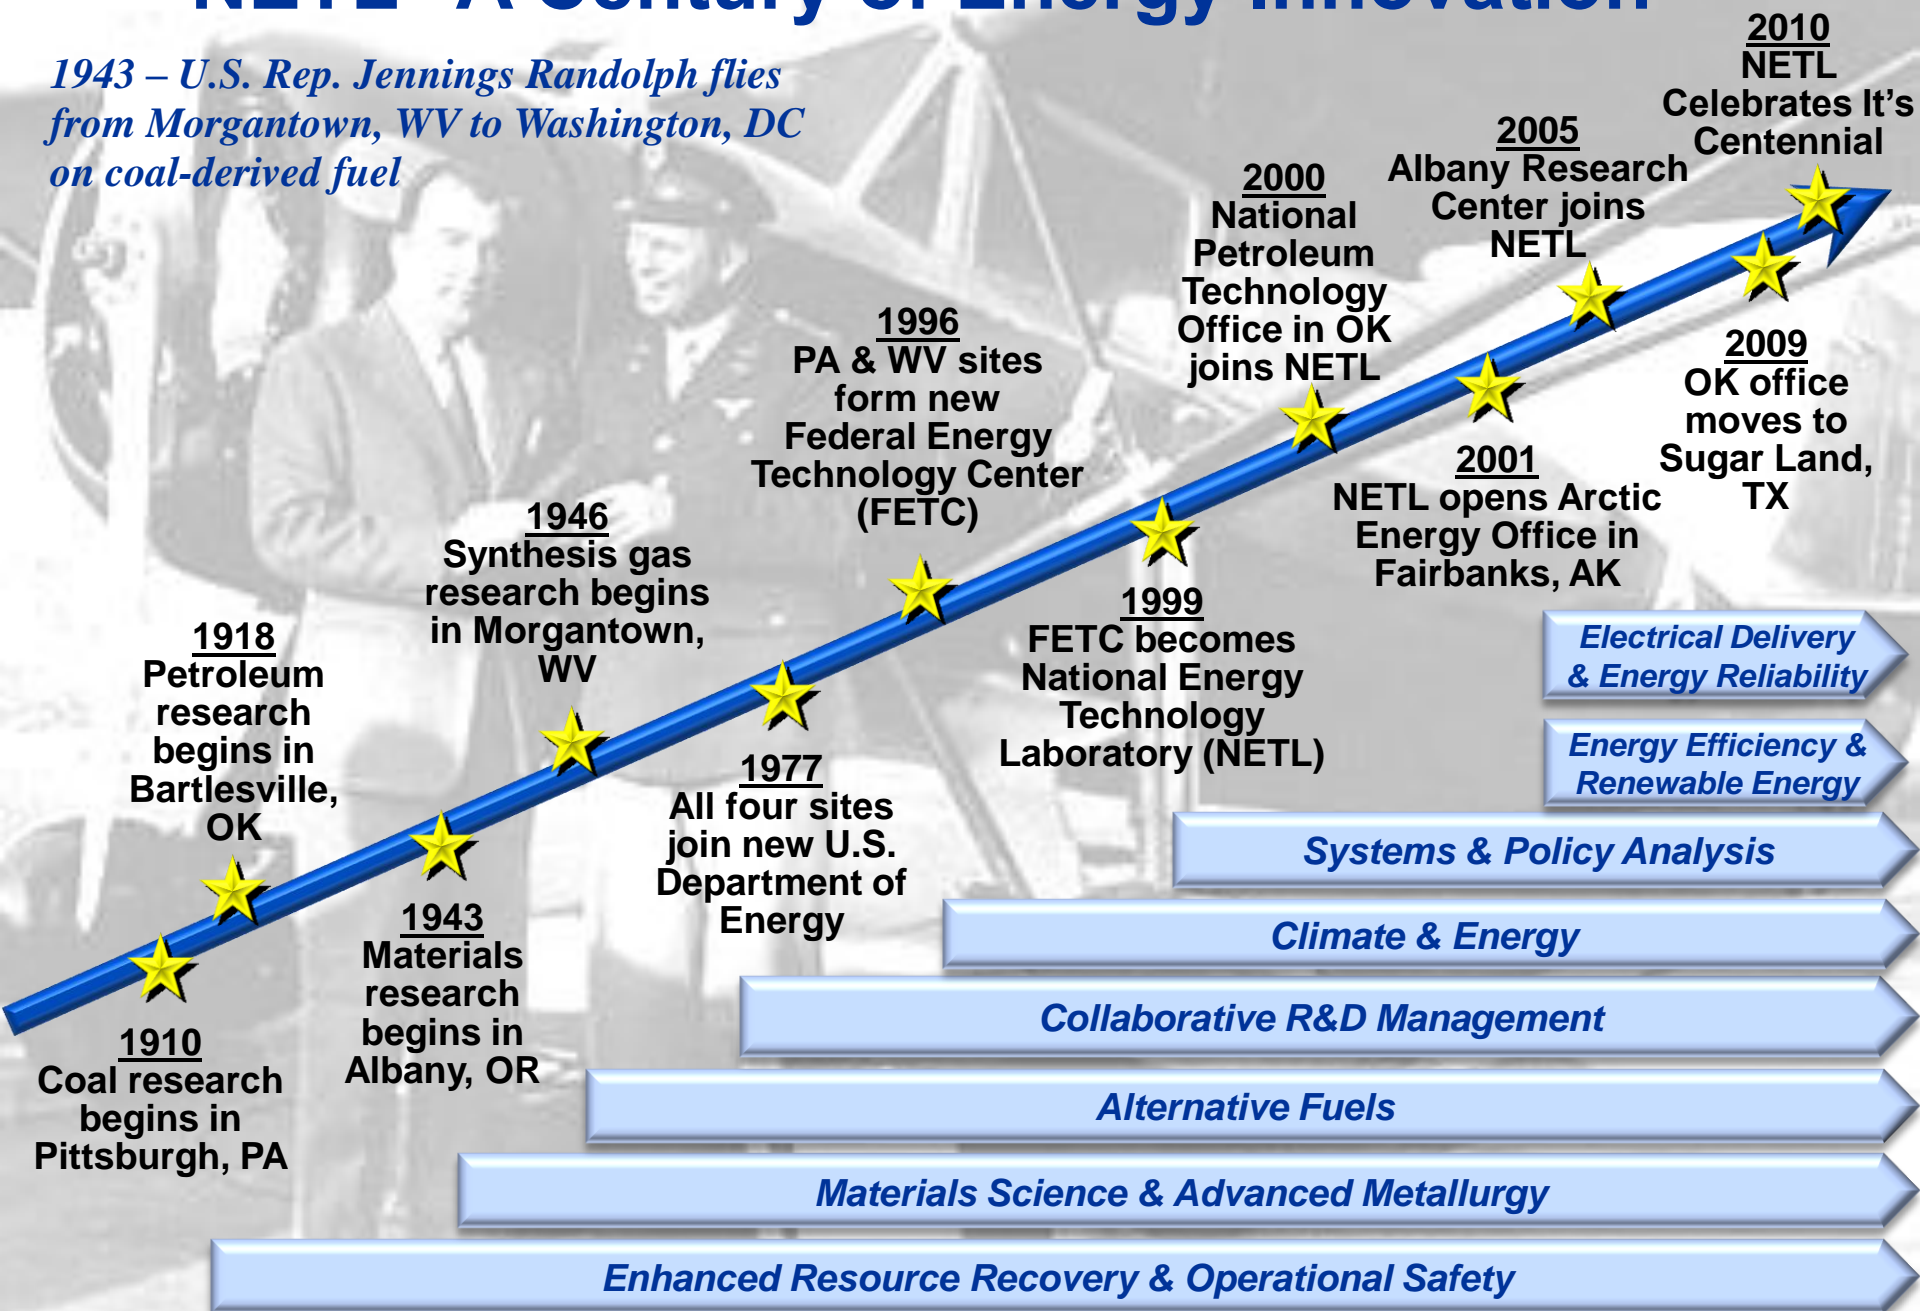 NETL A Century of Energy Innovation
1943 – U.S. Rep. Jennings Randolph flies
from Morgantown, WV to Washington, DC
on coal-derived fuel
1910
Coal research
begins in
Pittsburgh, PA
1918
Petroleum
research
begins in
Bartlesville,
OK
1943
Materials
research
begins in
Albany, OR
1946
Synthesis gas
research begins
in Morgantown,
WV
1977
All four sites
join new U.S.
Department of
Energy
1996
PA & WV sites
form new
Federal Energy
Technology Center
(FETC)
1999
FETC becomes
National Energy
Technology
Laboratory (NETL)
2000
National
Petroleum
Technology
Office in OK
joins NETL
2001
NETL opens Arctic
Energy Office in
Fairbanks, AK
2005
Albany Research
Center joins
NETL
2009
OK office
moves to
Sugar Land,
TX
2010
NETL
Celebrates It’s
Centennial
Electrical Delivery
& Energy Reliability
Energy Efficiency &
Renewable Energy
Systems & Policy Analysis
Climate & Energy
Collaborative R&D Management
Alternative Fuels
Materials Science & Advanced Metallurgy
Enhanced Resource Recovery & Operational Safety